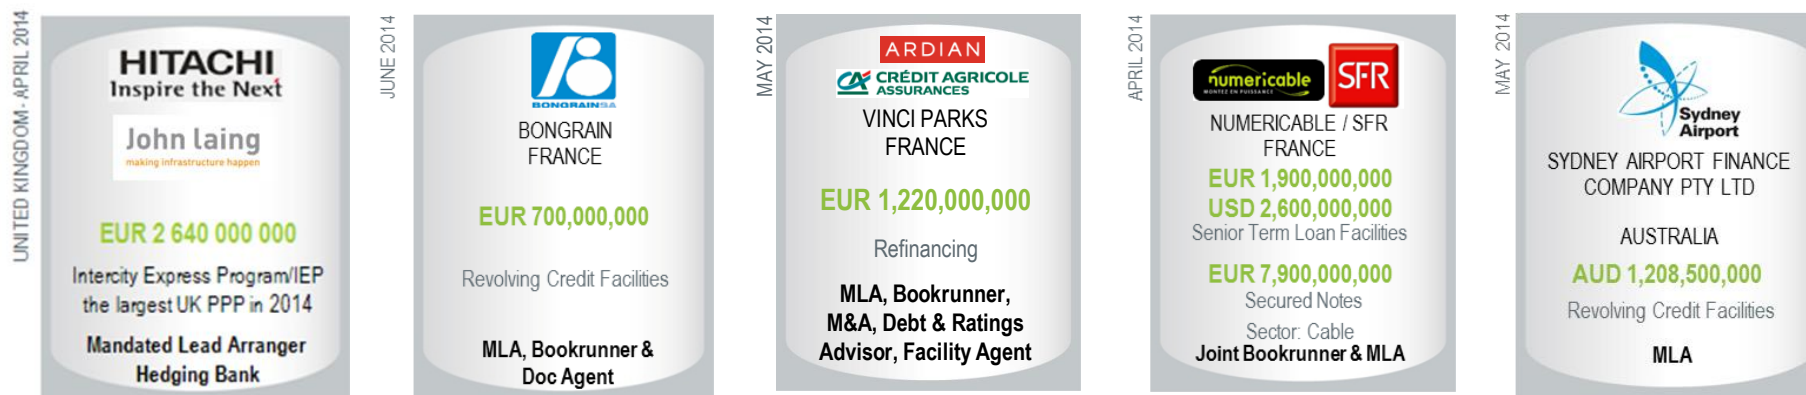 UNITED KINGDOM - APRIL 2014
HITACHI
Inspire the Next
John laing
making infrastructure happen
EUR 2 640 000 000
Intercity Express Program/IEP
the largest UK PPP in 2014
Mandated Lead Arranger
Hedging Bank
JUNE 2014
BONGRAINSA
BONGRAIN
FRANCE
EUR 700,000,000
Revolving Credit Facilities
MLA, Bookrunner &
Doc Agent
MAY 2014
ARDIAN
CA CRÉDIT AGRICOLE
ASSURANCES
VINCI PARKS
FRANCE
EUR 1,220,000,000
Refinancing
MLA, Bookrunner,
M&A, Debt & Ratings
Advisor, Facility Agent
APRIL 2014
numericable
MONTEZ EN PUISSANCE
SFR
NUMERICABLE / SFR
FRANCE
EUR 1,900,000,000
USD 2,600,000,000
Senior Term Loan Facilities
EUR 7,900,000,000
Secured Notes
Sector: Cable
Joint Bookrunner & MLA
MAY 2014
Sydney
Airport
SYDNEY AIRPORT FINANCE
COMPANY PTY LTD
AUSTRALIA
AUD 1,208,500,000
Revolving Credit Facilities
MLA